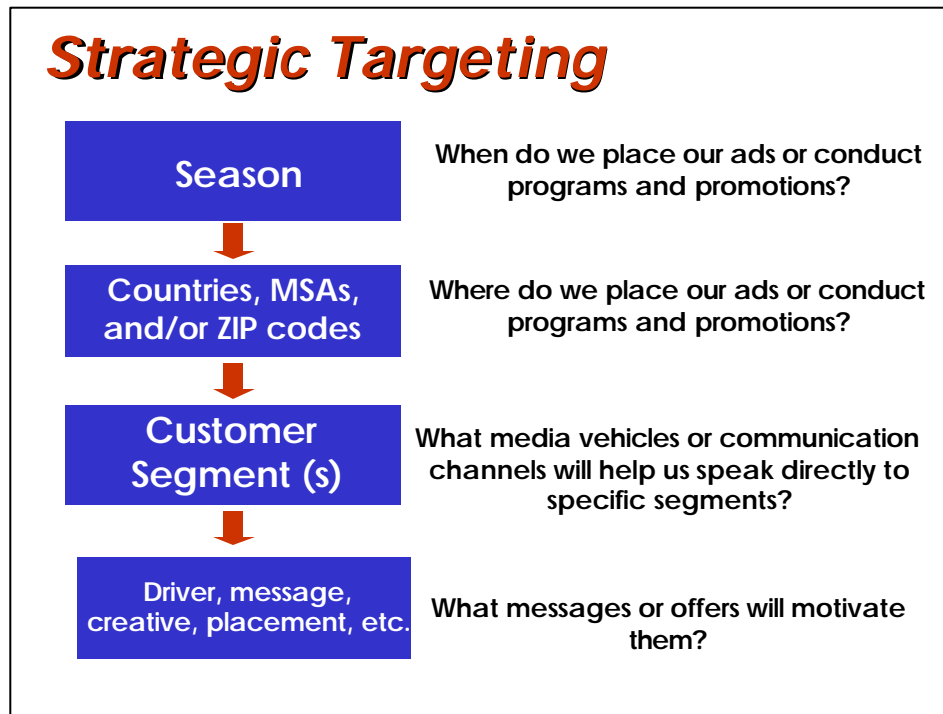 Strategic Targeting
Season
When do we place our ads or conduct
programs and promotions?
Countries, MSAs,
and/or ZIP codes
Where do we place our ads or conduct
programs and promotions?
Customer
Segment (s)
What media vehicles or communication
channels will help us speak directly to
specific segments?
Driver, message,
creative, placement, etc.
What messages or offers will motivate
them?